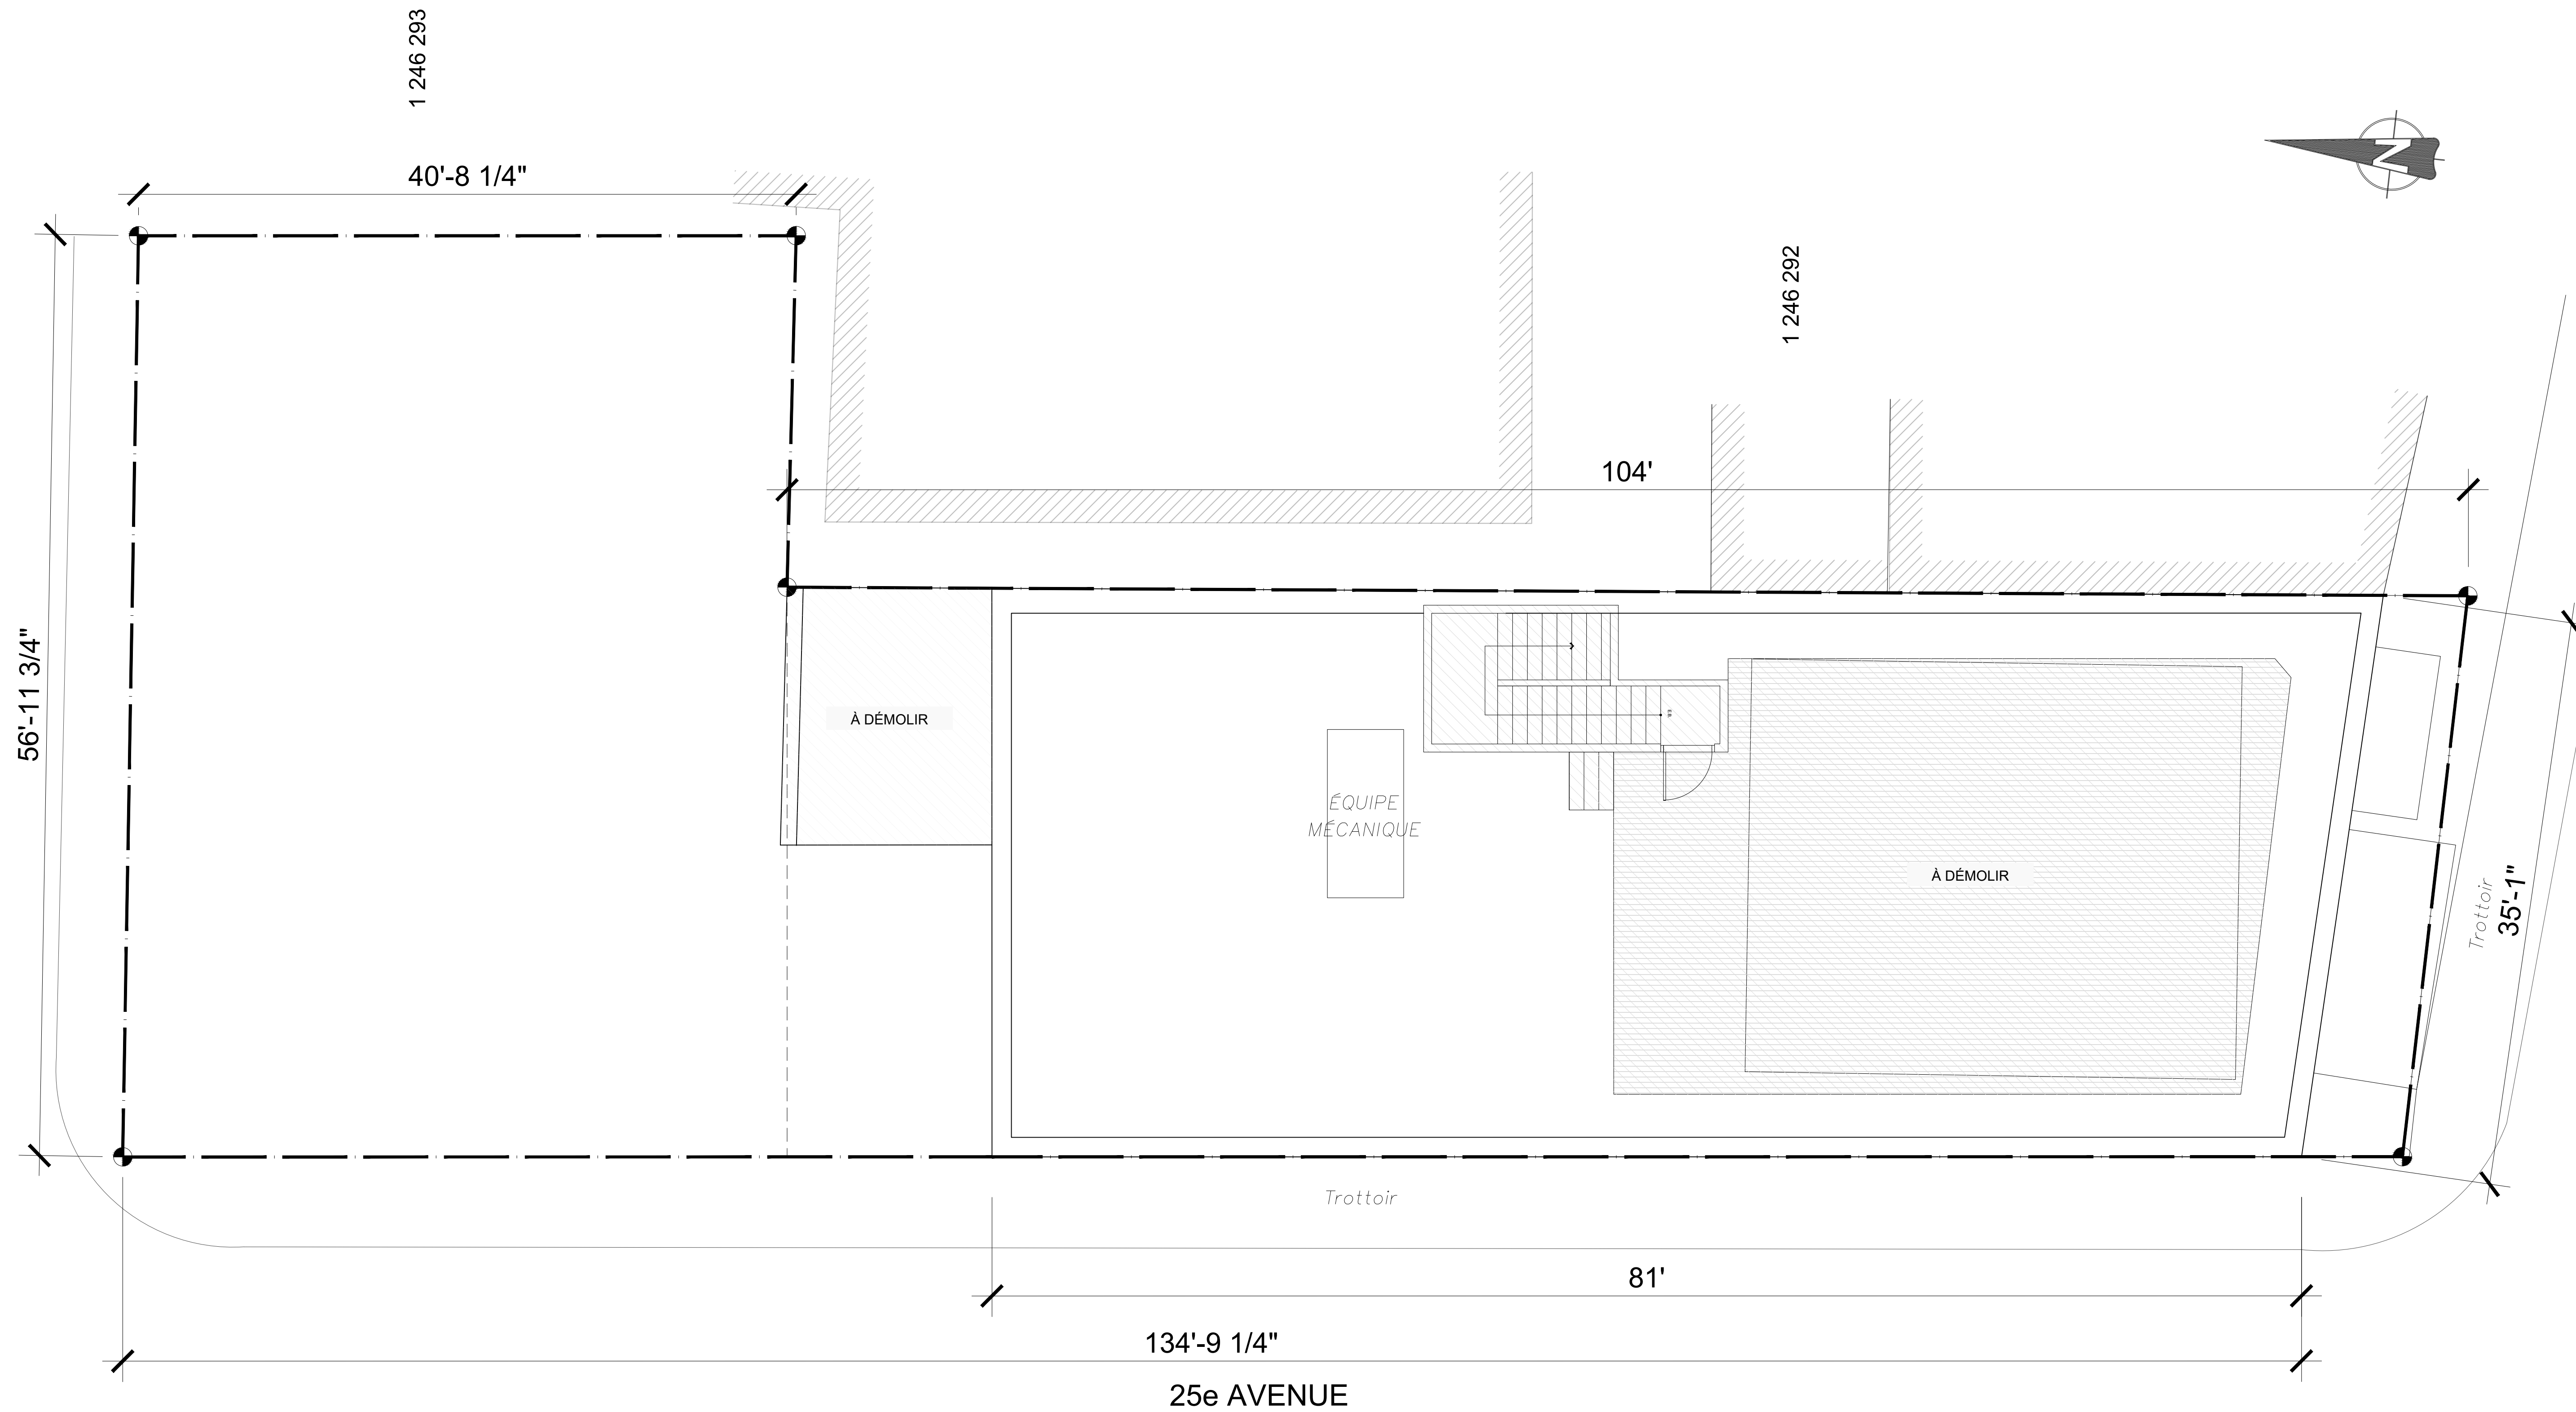 1 246 293
N
40'-8 1/4"
1 246 292
104'
56'-11 3/4"
À DÉMOLIR
ÉQUIPE
MÉCANIQUE
À DÉMOLIR
Trottoir
35'-1"
Trottoir
81'
134'-9 1/4"
25e AVENUE